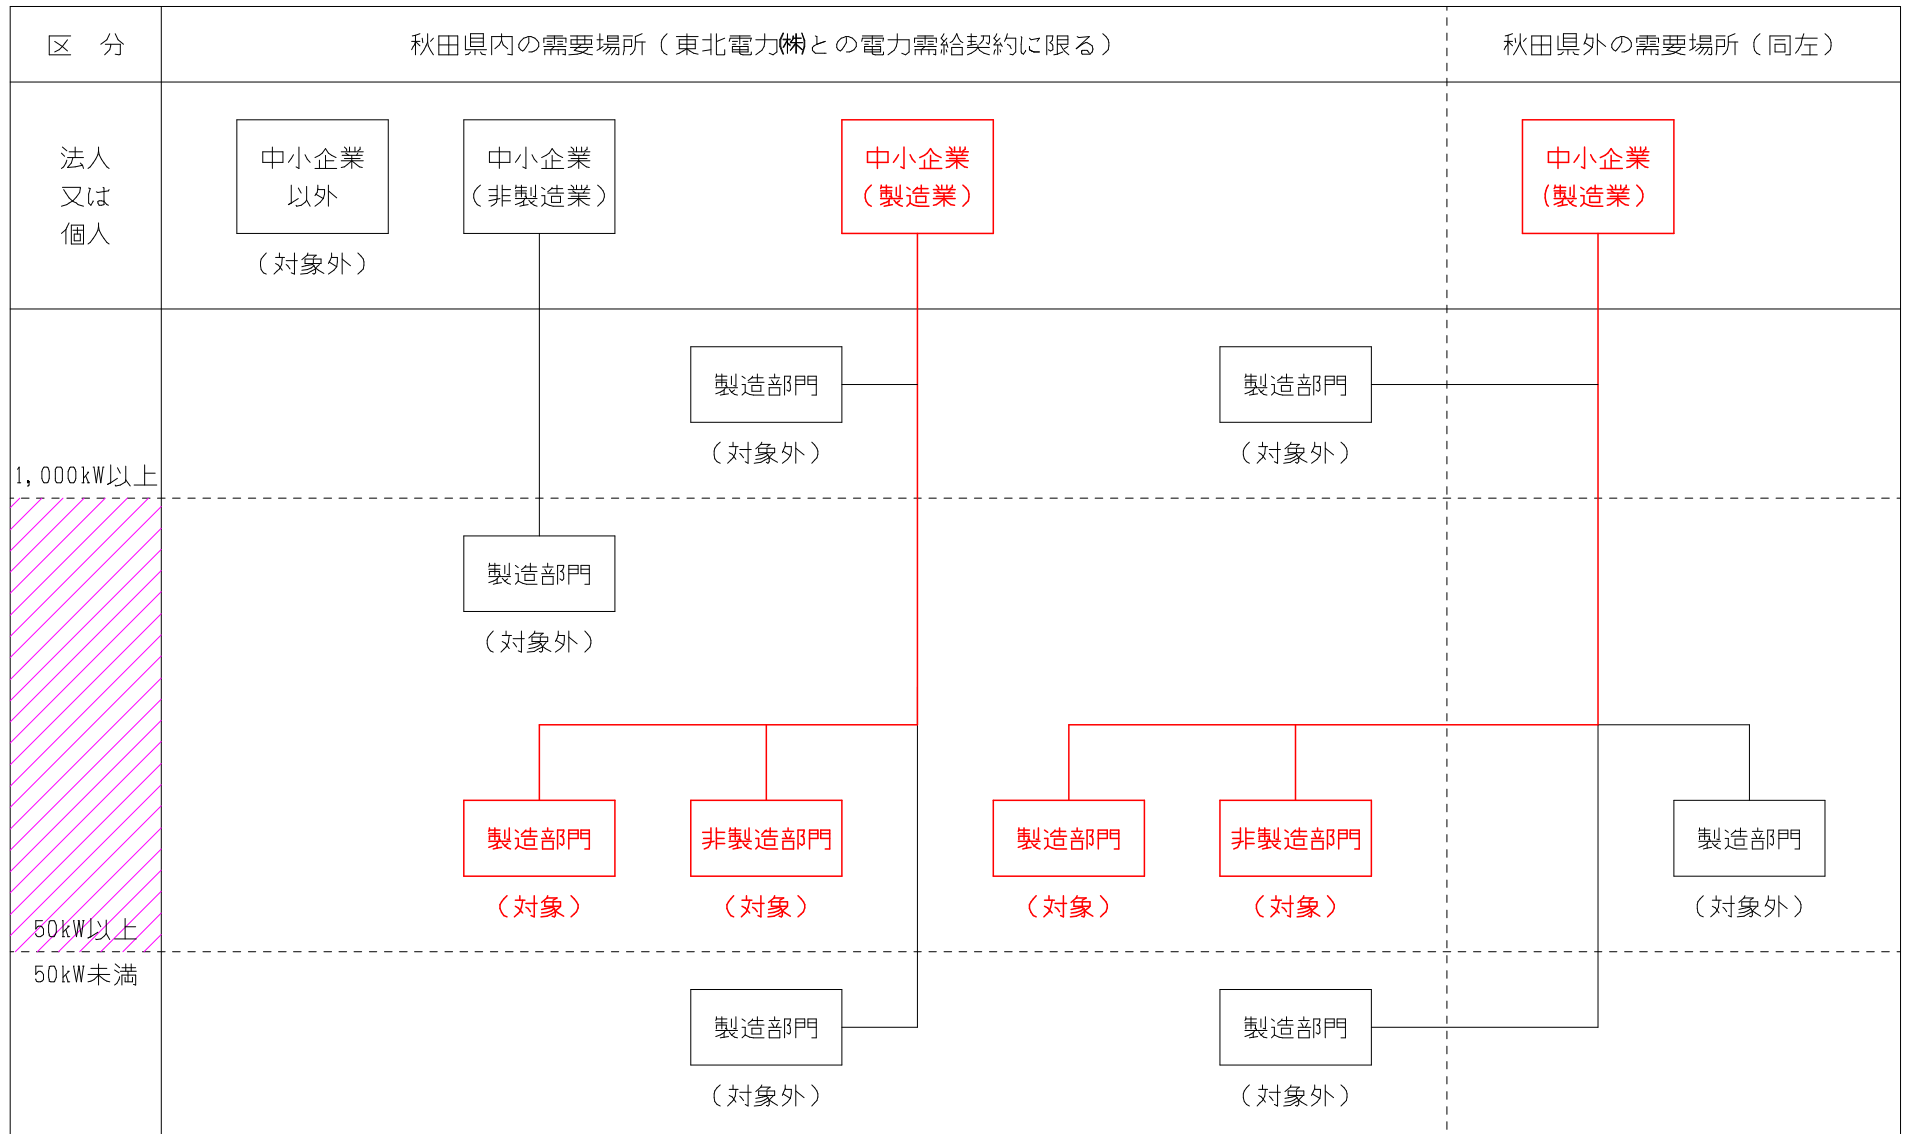 区　分
秋田県内の需要場所（東北電力㈱との電力需給契約に限る）
秋田県外の需要場所（同左）
法人
又は
個人
中小企業
以外
（対象外）
中小企業
（非製造業）
中小企業
（製造業）
中小企業
（製造業）
製造部門
（対象外）
製造部門
（対象外）
1,000kW以上
製造部門
（対象外）
製造部門
（対象）
非製造部門
（対象）
製造部門
（対象）
非製造部門
（対象）
製造部門
（対象外）
50kW以上
50kW未満
製造部門
（対象外）
製造部門
（対象外）